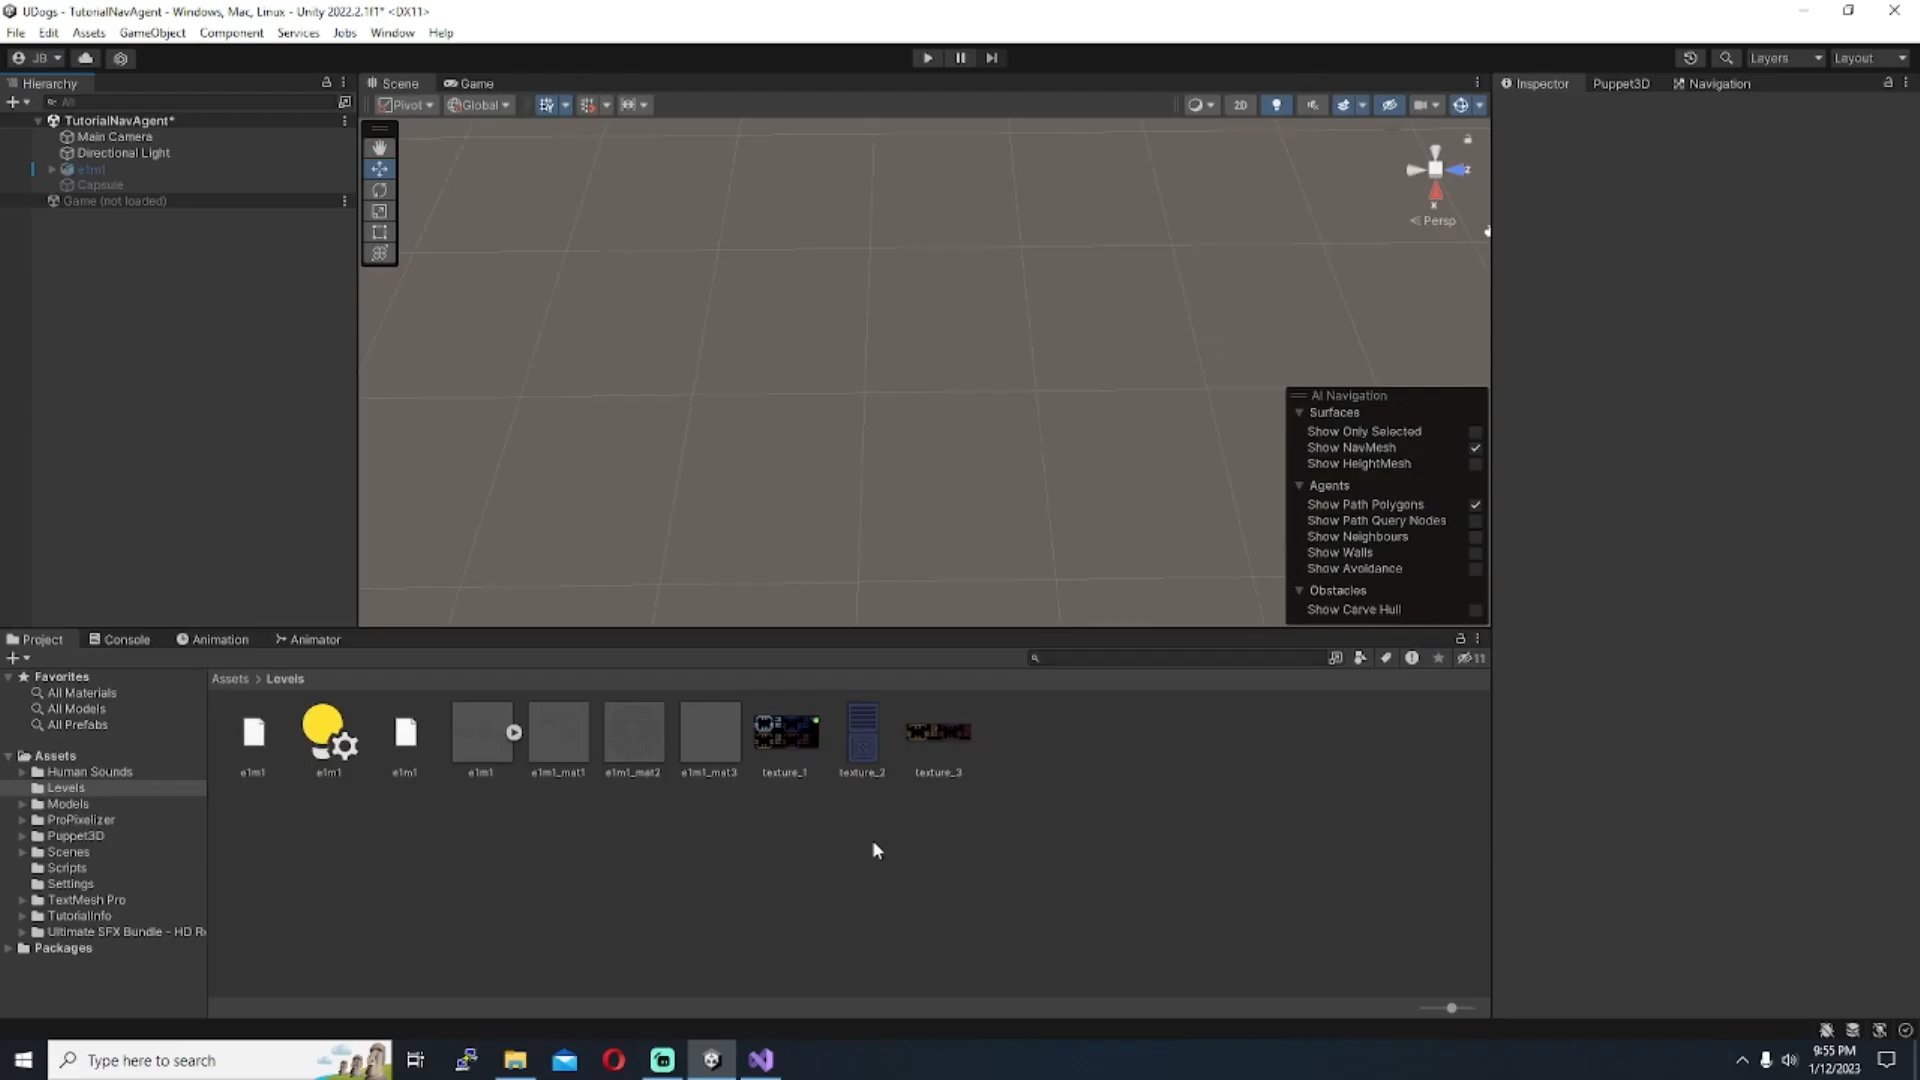 UDogs - TutorialNavAgent - Windows, Mac, Linux - Unity 2022.2.1f1* <DX11>
File Edit Assets GameObject Component Services Jobs Window Help
JB Layers Layout
Hierarchy
All
TutorialNavAgent*
Main Camera
Directional Light
e1m1
Capsule
Game (not loaded)
Scene Game
Pivot Global 2D
z
x
Persp
AI Navigation
Surfaces
Show Only Selected
Show NavMesh
Show HeightMesh
Agents
Show Path Polygons
Show Path Query Nodes
Show Neighbours
Show Walls
Show Avoidance
Obstacles
Show Carve Hull
Inspector Puppet3D Navigation
Project Console Animation Animator
11
Favorites
All Materials
All Models
All Prefabs
Assets
Human Sounds
Levels
Models
ProPixelizer
Puppet3D
Scenes
Scripts
Settings
TextMesh Pro
TutorialInfo
Ultimate SFX Bundle - HD R
Packages
Assets > Levels
e1m1 e1m1 e1m1 e1m1 e1m1_mat1 e1m1_mat2 e1m1_mat3 texture_1 texture_2 texture_3
Type here to search
9:55 PM
1/12/2023